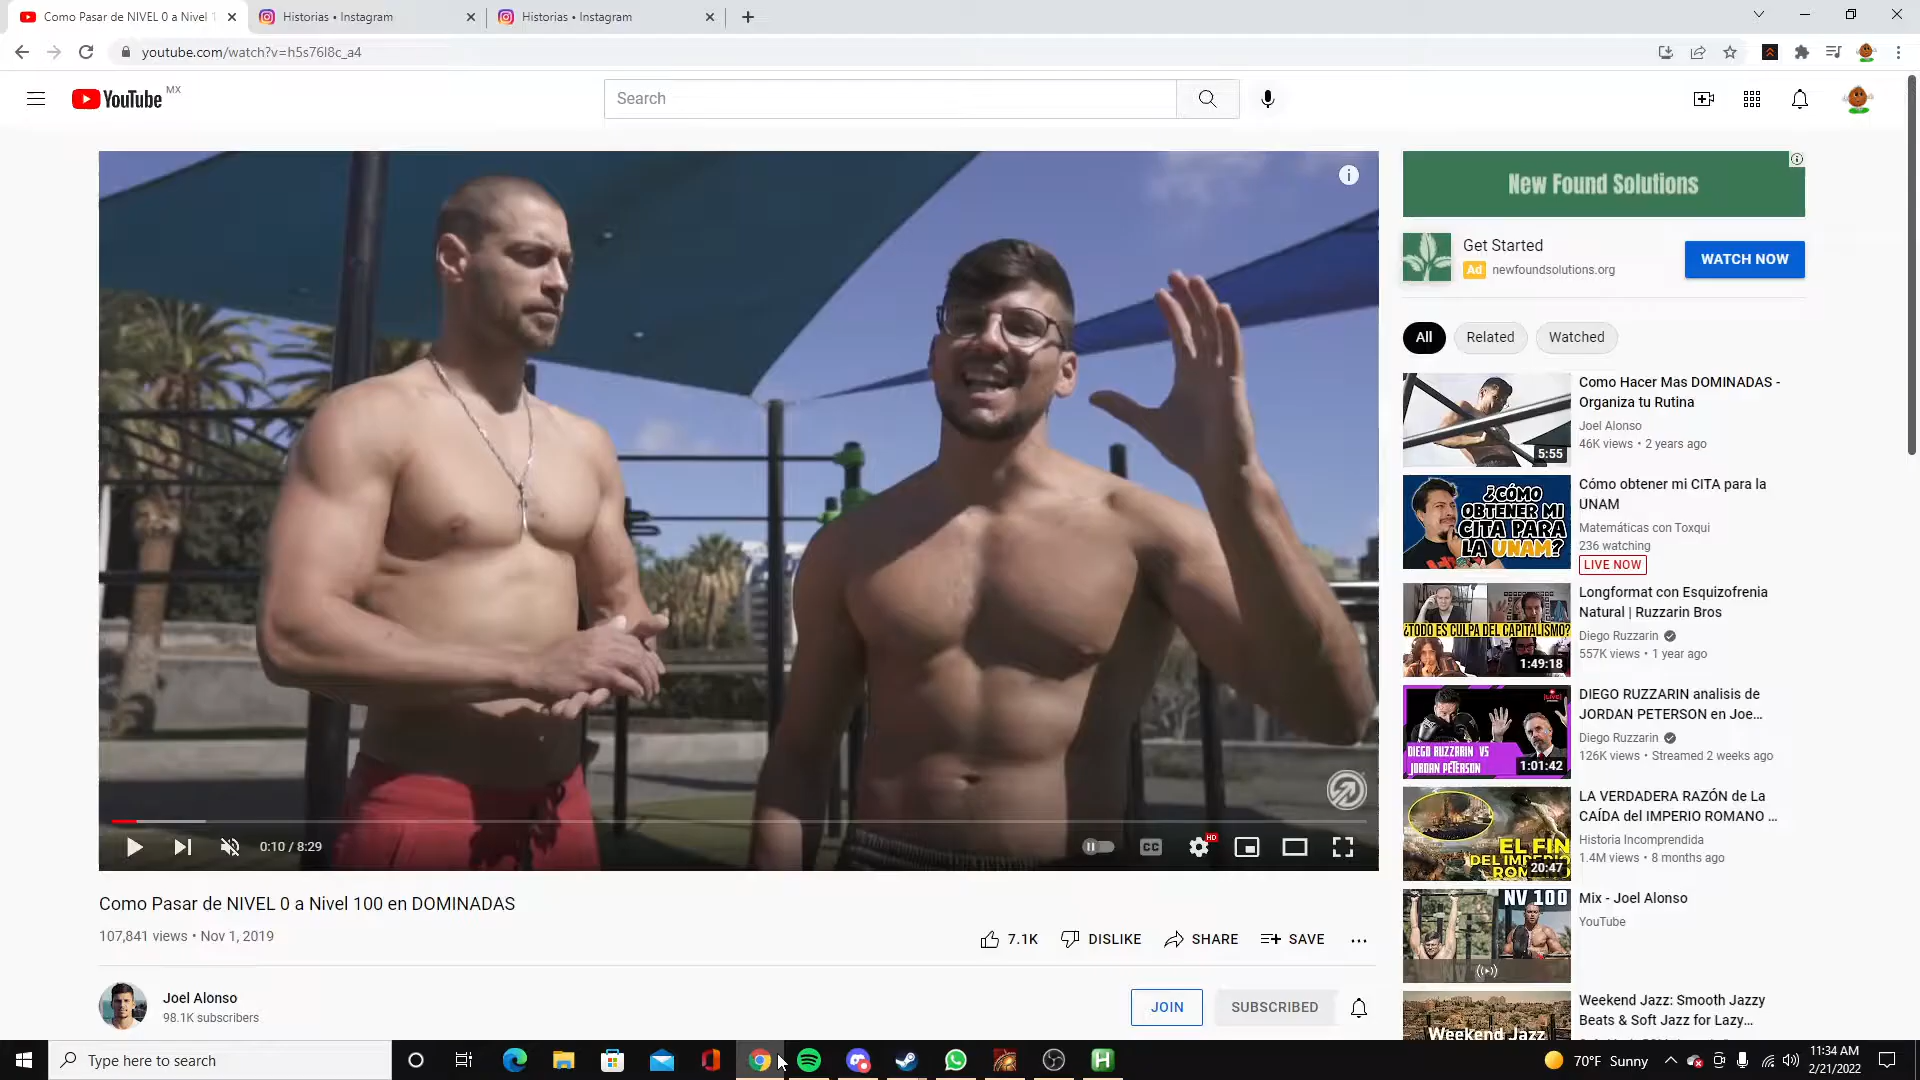 Como Pasar de NIVEL 0 a Nivel 1
Historias • Instagram
Historias • Instagram
youtube.com/watch?v=h5s76I8c_a4
YouTube MX
Search
New Found Solutions
Get Started
Ad newfoundsolutions.org
WATCH NOW
All
Related
Watched
Como Hacer Mas DOMINADAS -
Organiza tu Rutina
Joel Alonso
46K views • 2 years ago
5:55
¿CÓMO
OBTENER MI
CITA PARA
LA UNAM?
Cómo obtener mi CITA para la
UNAM
Matemáticas con Toxqui
236 watching
LIVE NOW
¿TODO ES CULPA DEL CAPITALISMO?
1:49:18
Longformat con Esquizofrenia
Natural | Ruzzarin Bros
Diego Ruzzarin
557K views • 1 year ago
LIVE
DIEGO RUZZARIN VS
JORDAN PETERSON
1:01:42
DIEGO RUZZARIN analisis de
JORDAN PETERSON en Joe...
Diego Ruzzarin
126K views • Streamed 2 weeks ago
EL FIN
DEL IMPERIO
ROMANO
20:47
LA VERDADERA RAZÓN de La
CAÍDA del IMPERIO ROMANO ...
Historia Incomprendida
1.4M views • 8 months ago
NV 100
Mix - Joel Alonso
YouTube
Weekend Jazz
Weekend Jazz: Smooth Jazzy
Beats & Soft Jazz for Lazy...
0:10 / 8:29
CC
HD
Como Pasar de NIVEL 0 a Nivel 100 en DOMINADAS
107,841 views • Nov 1, 2019
7.1K
DISLIKE
SHARE
SAVE
Joel Alonso
98.1K subscribers
JOIN
SUBSCRIBED
Type here to search
70°F Sunny
11:34 AM
2/21/2022